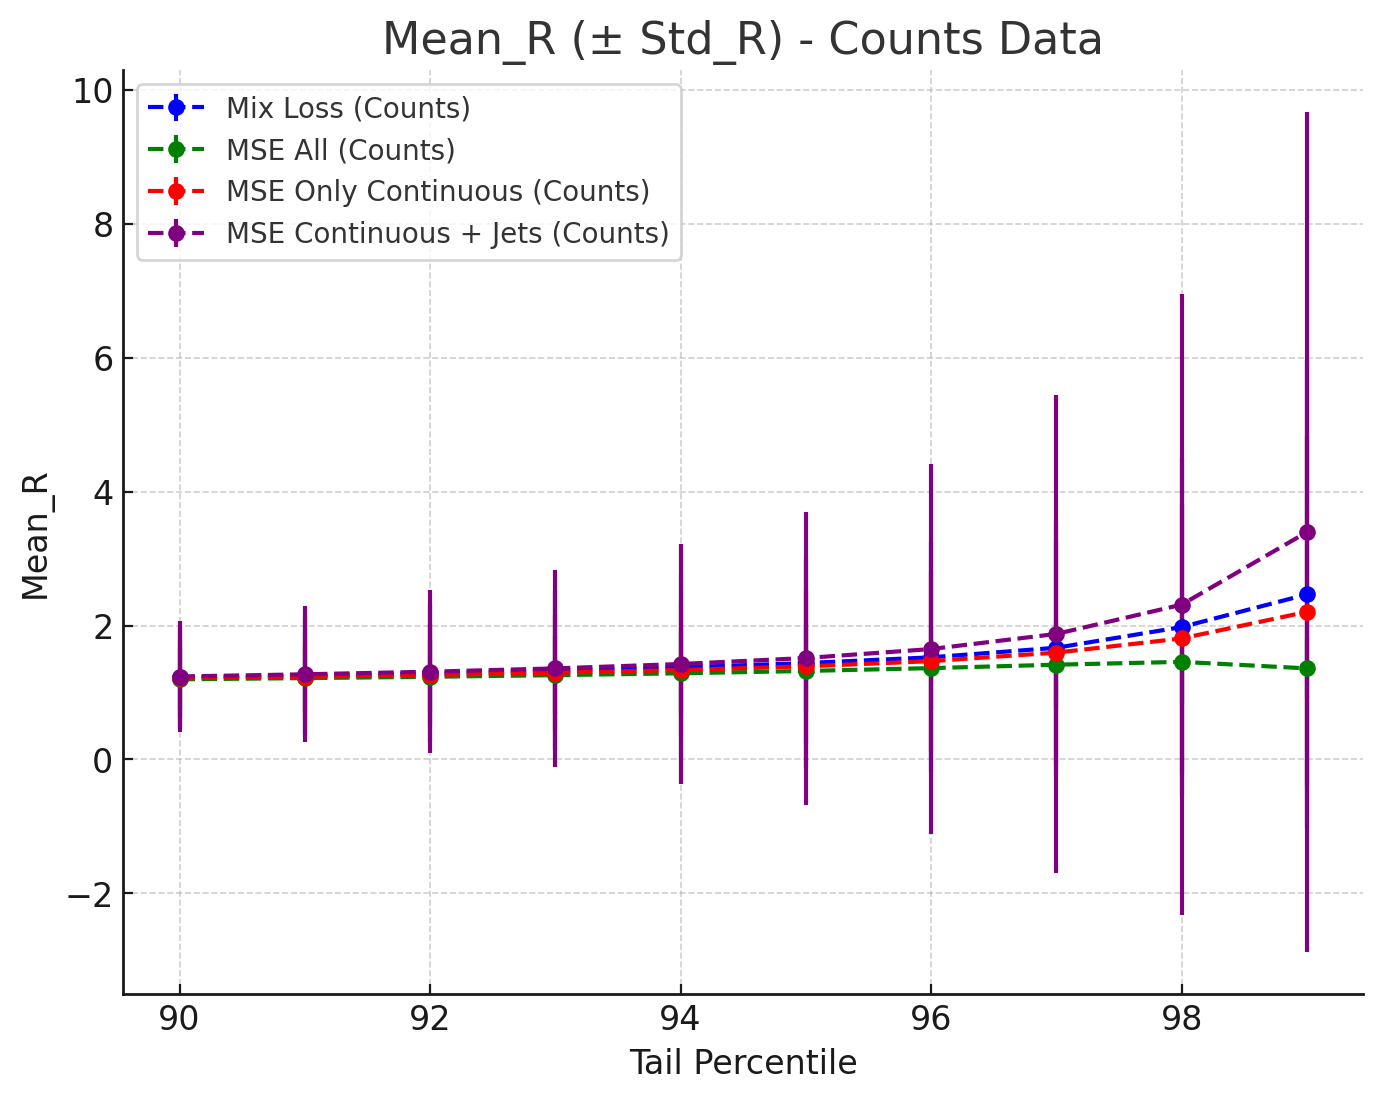 Mean_R (± Std_R) - Counts Data
Mix Loss (Counts)
MSE All (Counts)
MSE Only Continuous (Counts)
MSE Continuous + Jets (Counts)
Mean_R
10
8
6
4
2
0
−2
90 92 94 96 98
Tail Percentile